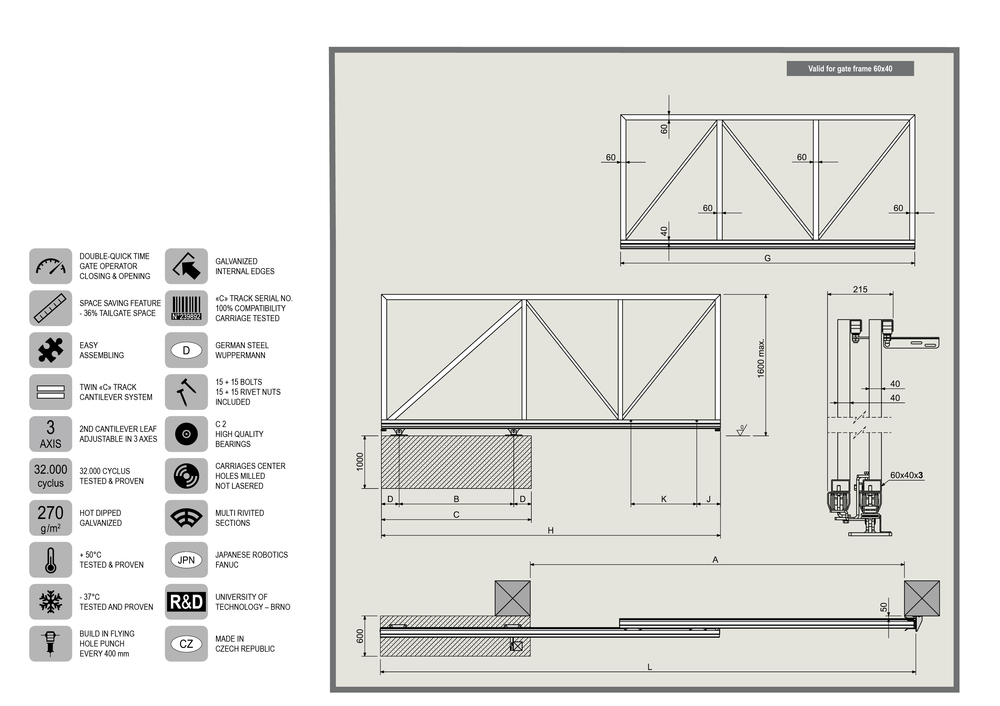 DOUBLE-QUICK TIME
GATE OPERATOR
CLOSING & OPENING
SPACE SAVING FEATURE
- 36% TAILGATE SPACE
EASY
ASSEMBLING
TWIN «C» TRACK
CANTILEVER SYSTEM
3
AXIS
2ND CANTILEVER LEAF
ADJUSTABLE IN 3 AXES
32.000
cyclus
32.000 CYCLUS
TESTED & PROVEN
270
g/m²
HOT DIPPED
GALVANIZED
+ 50°C
TESTED & PROVEN
- 37°C
TESTED AND PROVEN
BUILD IN FLYING
HOLE PUNCH
EVERY 400 mm
GALVANIZED
INTERNAL EDGES
N°239892
«C» TRACK SERIAL NO.
100% COMPATIBILITY
CARRIAGE TESTED
D
GERMAN STEEL
WUPPERMANN
15 + 15 BOLTS
15 + 15 RIVET NUTS
INCLUDED
C 2
HIGH QUALITY
BEARINGS
CARRIAGES CENTER
HOLES MILLED
NOT LASERED
MULTI RIVITED
SECTIONS
JPN
JAPANESE ROBOTICS
FANUC
R&D
UNIVERSITY OF
TECHNOLOGY – BRNO
CZ
MADE IN
CZECH REPUBLIC
Valid for gate frame 60x40
60
60
60
60
60
40
G
1600 max.
0
1000
D
B
D
K
J
C
H
215
40
40
60x40x3
A
50
600
L